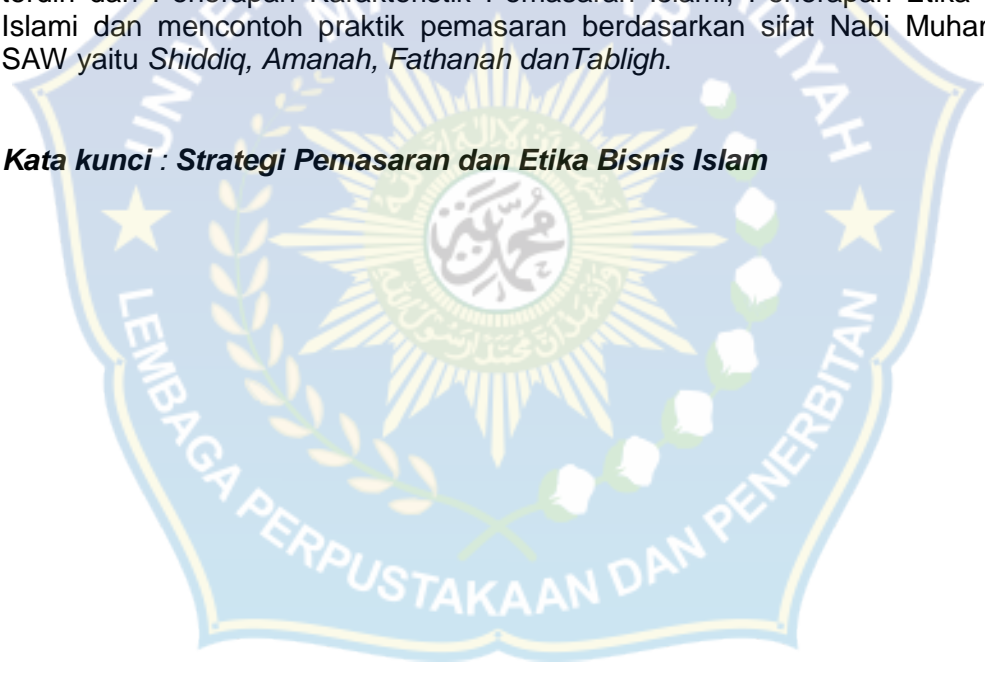 terdiri dari Penerapan Karakteristik Pemasaran Islami, Penerapan Etika
Islami dan mencontoh praktik pemasaran berdasarkan sifat Nabi
SAW yaitu Shiddiq, Amanah, Fathanah danTabligh.
Kata kunci : Strategi Pemasaran dan Etika Bisnis Islam
LEMBAGA PERPUSTAKAAN DAN PENERBITAN